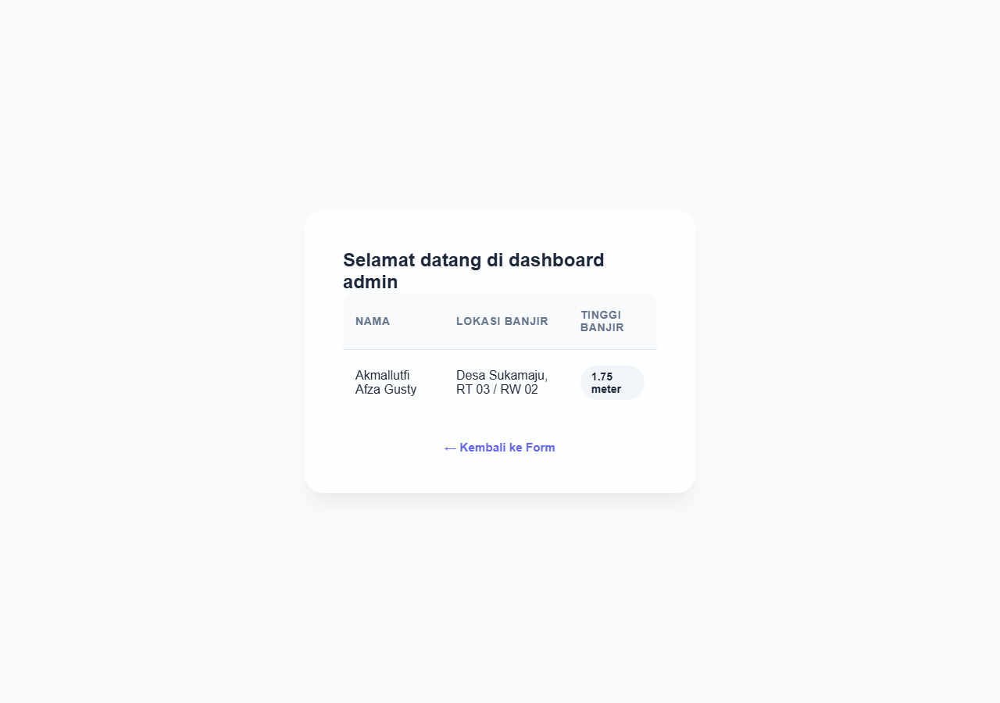 Selamat datang di dashboard
admin
NAMA LOKASI BANJIR TINGGI
BANJIR
Akmallutfi
Afza Gusty
Desa Sukamaju,
RT 03 / RW 02
1.75
meter
← Kembali ke Form